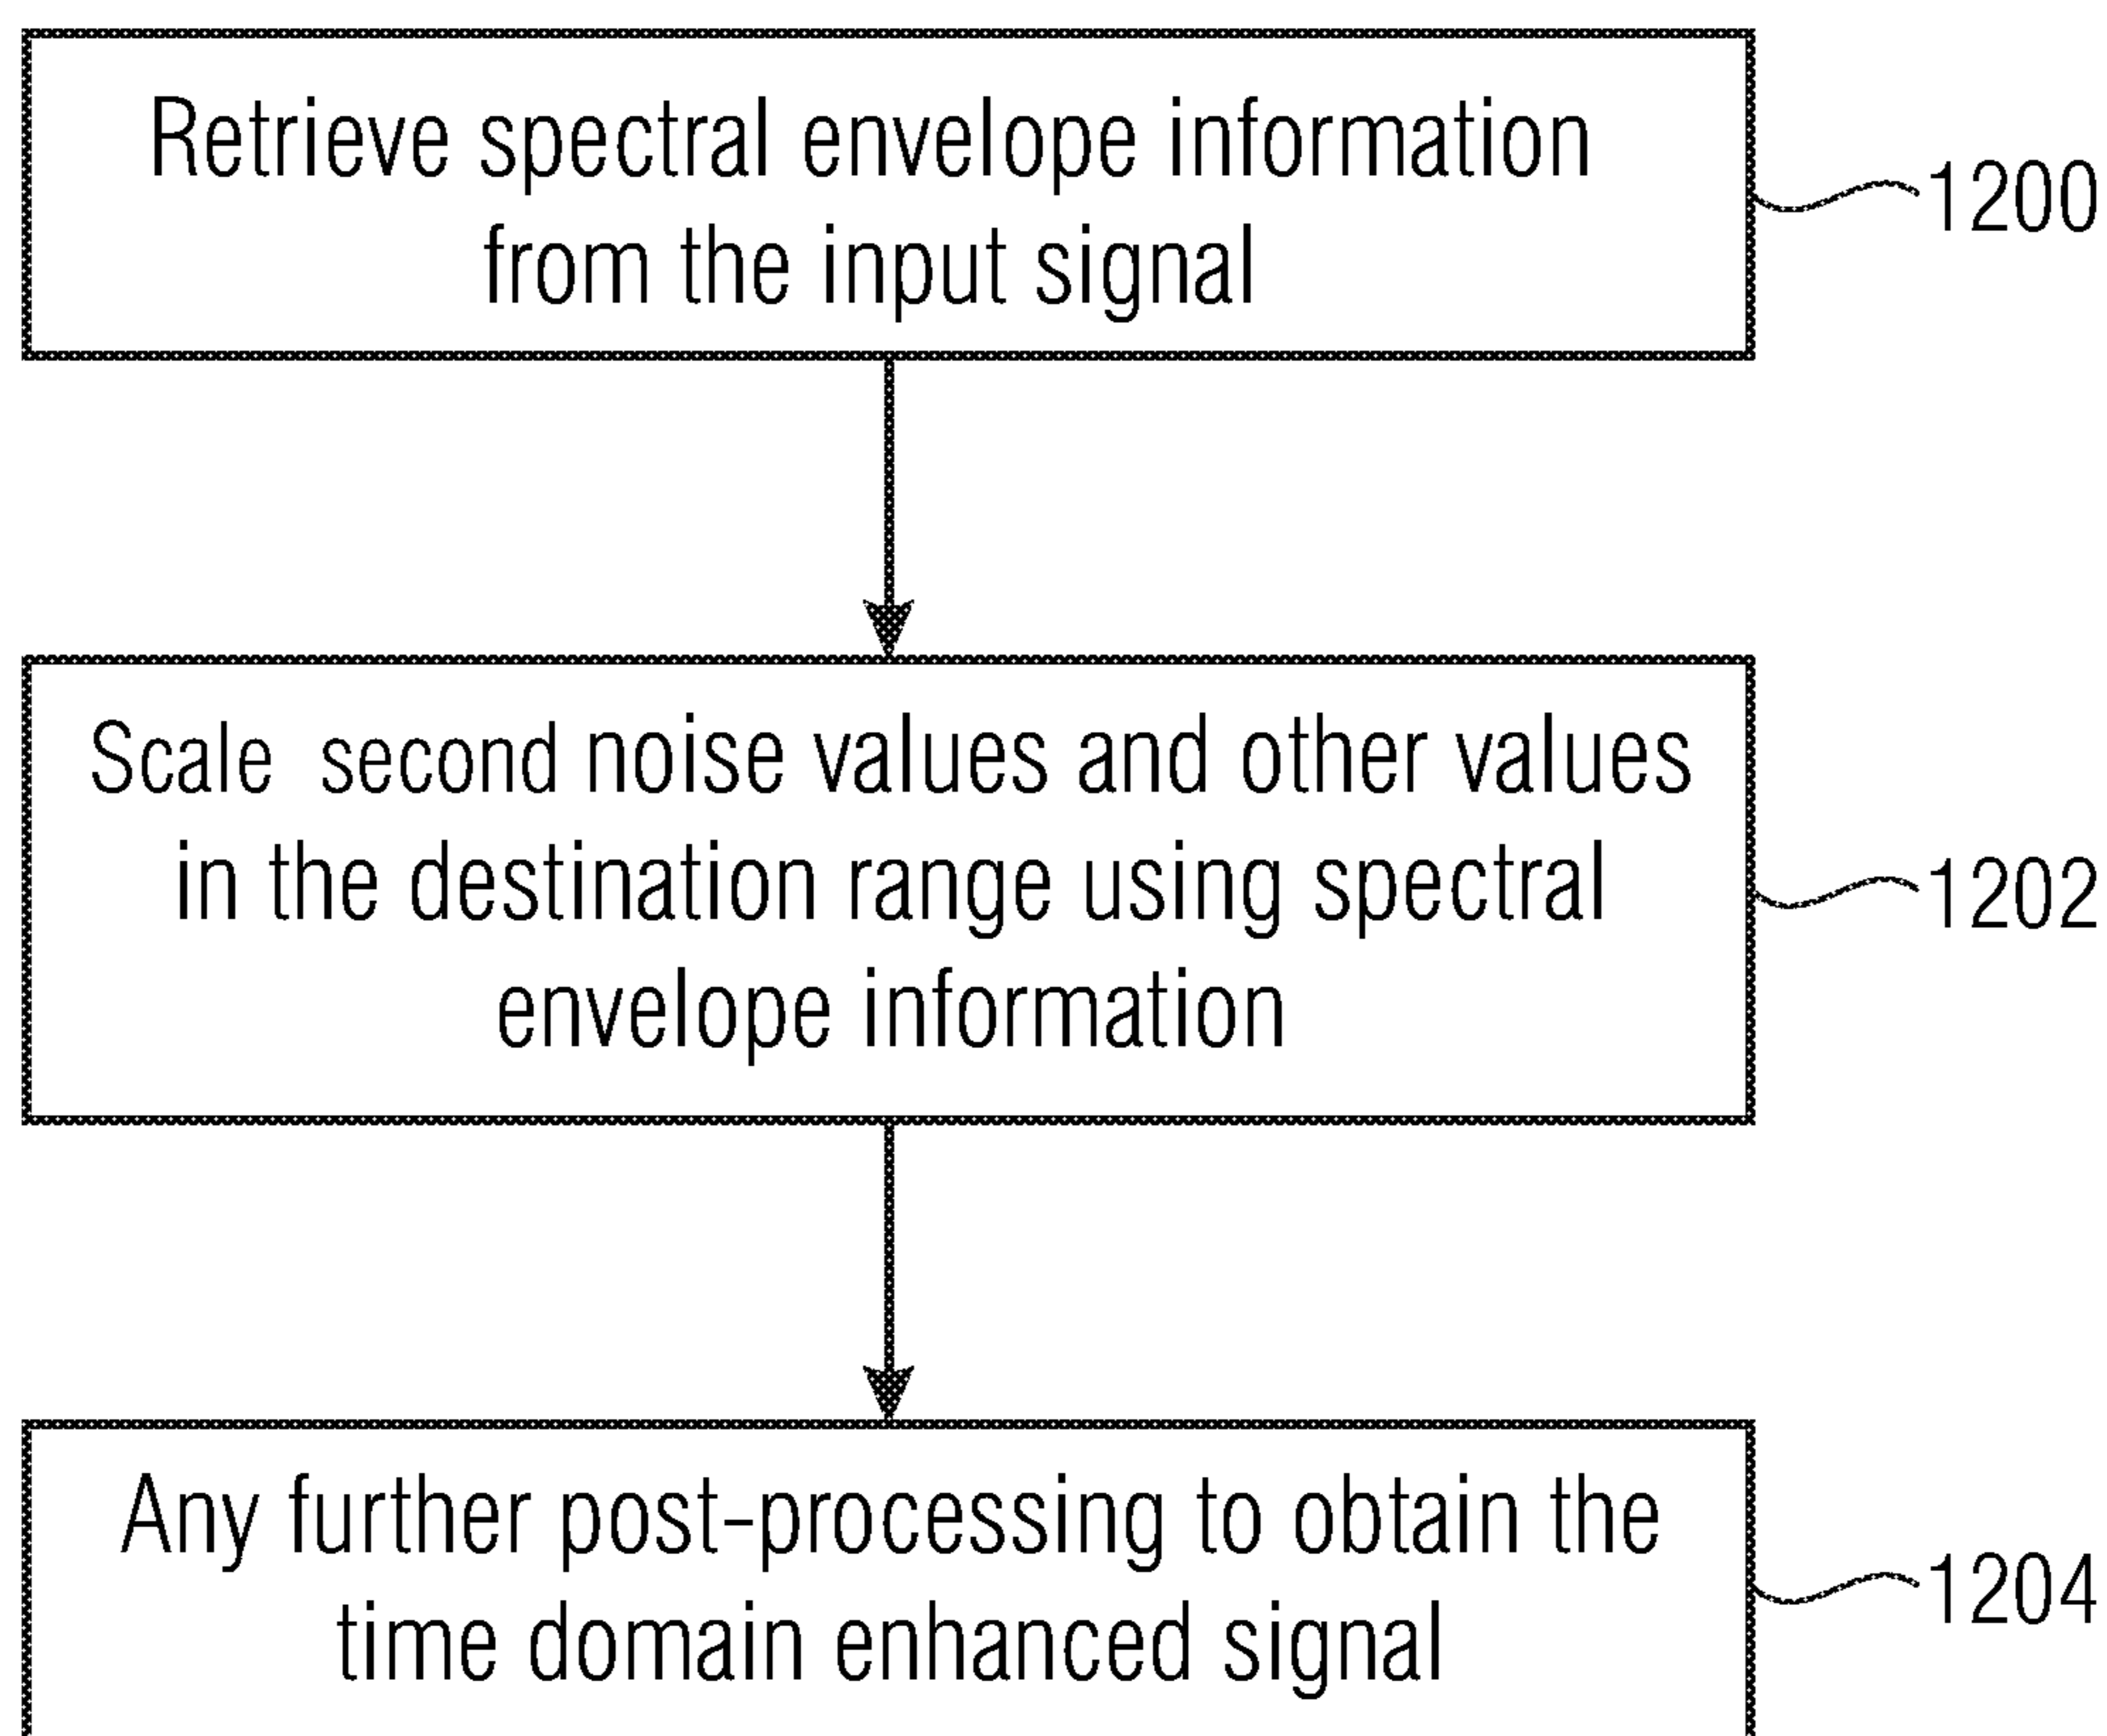 Retrieve spectral envelope information
from the input signal
1200
Scale second noise values and other values
in the destination range using spectral
envelope information
1202
Any further post-processing to obtain the
time domain enhanced signal
1204